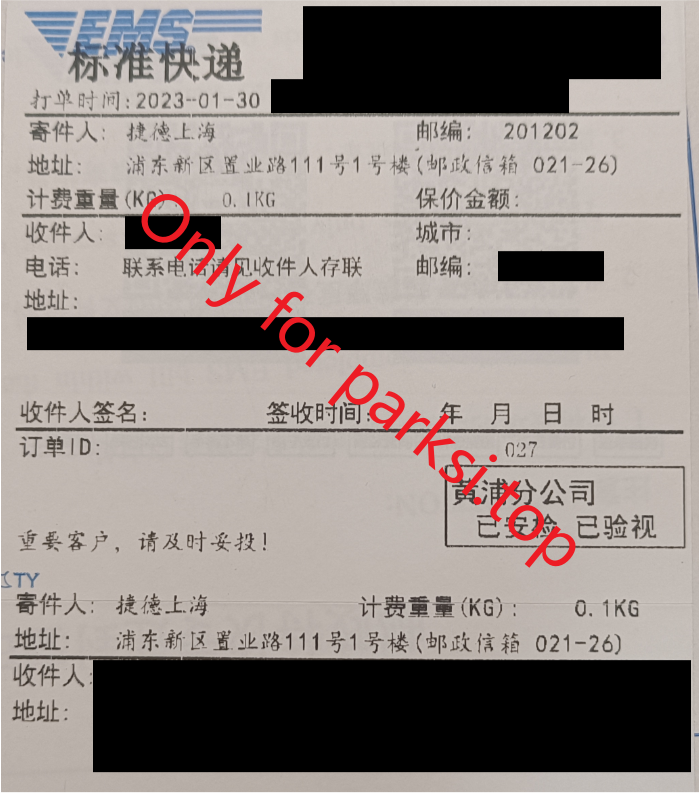 EMS
标准快递
打单时间:2023-01-30
寄件人: 捷德上海 邮编: 201202
地址: 浦东新区置业路111号1号楼(邮政信箱 021-26)
计费重量(KG): 0.1KG 保价金额:
收件人: 城市:
电话: 联系电话请见收件人存联 邮编:
地址:
Only for parksi.top
收件人签名: 签收时间: 年 月 日 时
订单ID: 027
黄浦分公司
已安检 已验视
重要客户, 请及时妥投!
TY
寄件人: 捷德上海 计费重量(KG): 0.1KG
地址: 浦东新区置业路111号1号楼(邮政信箱 021-26)
收件人:
地址: